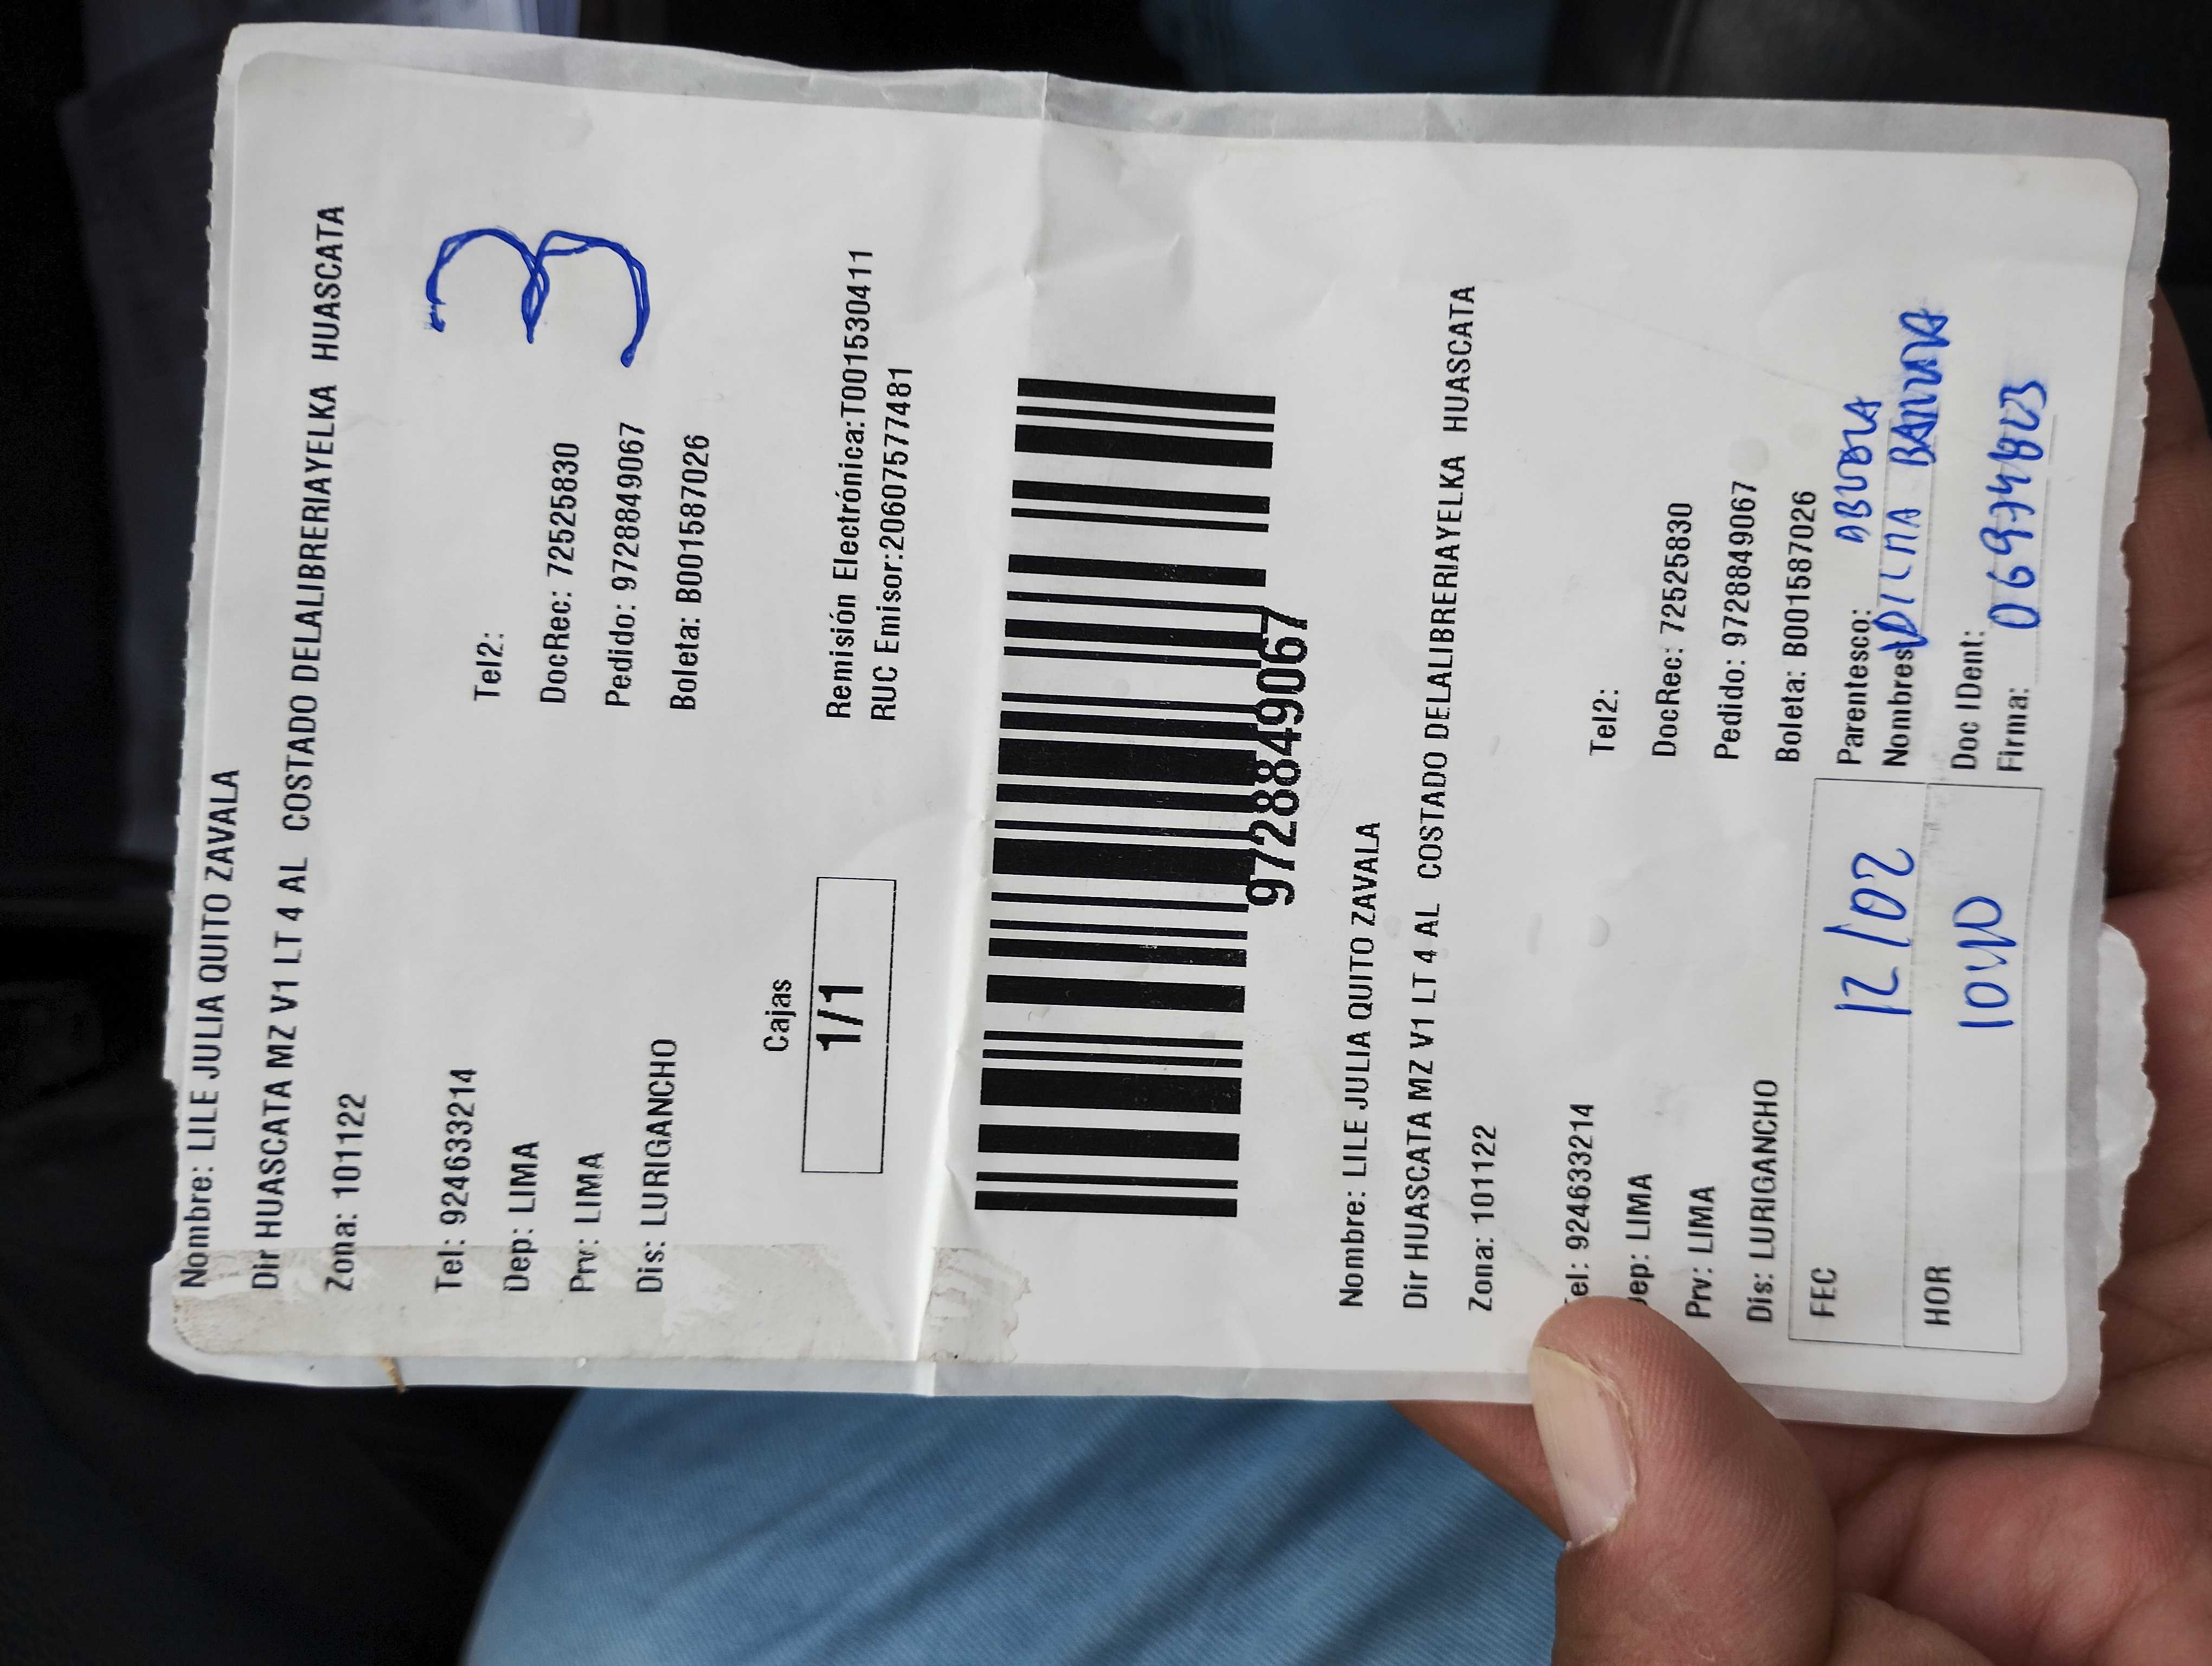 Nombre: LILE JULIA QUITO ZAVALA
Dir HUASCATA MZ V1 LT 4 AL  COSTADO DELALIBRERIAYELKA  HUASCATA
Zona: 101122
33
Tel: 924633214 Tel2:
Dep: LIMA DocRec: 72525830
Prv: LIMA Pedido: 9728849067
Dis: LURIGANCHO Boleta: B001587026
Cajas
1/1
Remisión Electrónica:T001530411
RUC Emisor:20607577481
9728849067
Nombre: LILE JULIA QUITO ZAVALA
Dir HUASCATA MZ V1 LT 4 AL  COSTADO DELALIBRERIAYELKA  HUASCATA
Zona: 101122
Tel: 924633214 Tel2:
Dep: LIMA DocRec: 72525830
Prv: LIMA Pedido: 9728849067
Dis: LURIGANCHO Boleta: B001587026
FEC 12/02
HOR
Parentesco:
Nombres
Doc IDent:
Firma: